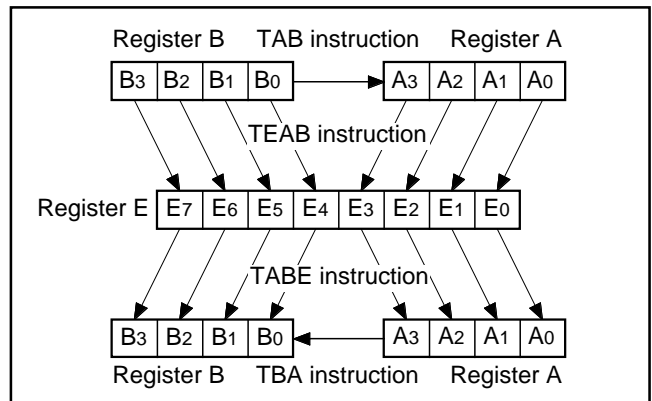 Register B TAB instruction Register A
B3 B2 B1 B0 A3 A2 A1 A0
TEAB instruction
Register E E7 E6 E5 E4 E3 E2 E1 E0
TABE instruction
B3 B2 B1 B0 A3 A2 A1 A0
Register B TBA instruction Register A